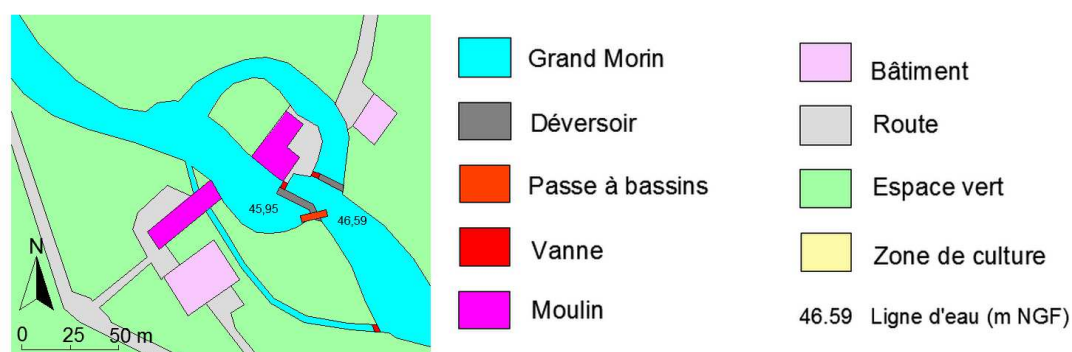 45,95
46,59
N
0 25 50 m
Grand Morin
Déversoir
Passe à bassins
Vanne
Moulin
Bâtiment
Route
Espace vert
Zone de culture
46.59 Ligne d'eau (m NGF)